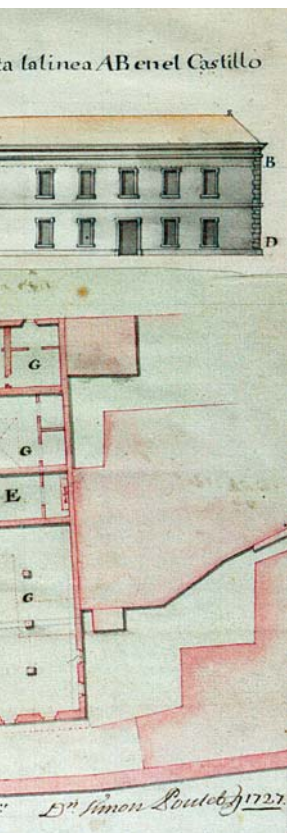 ta la linea AB en el Castillo
B
D
G
G
E
G
Dn. Simon Poulet 1727.